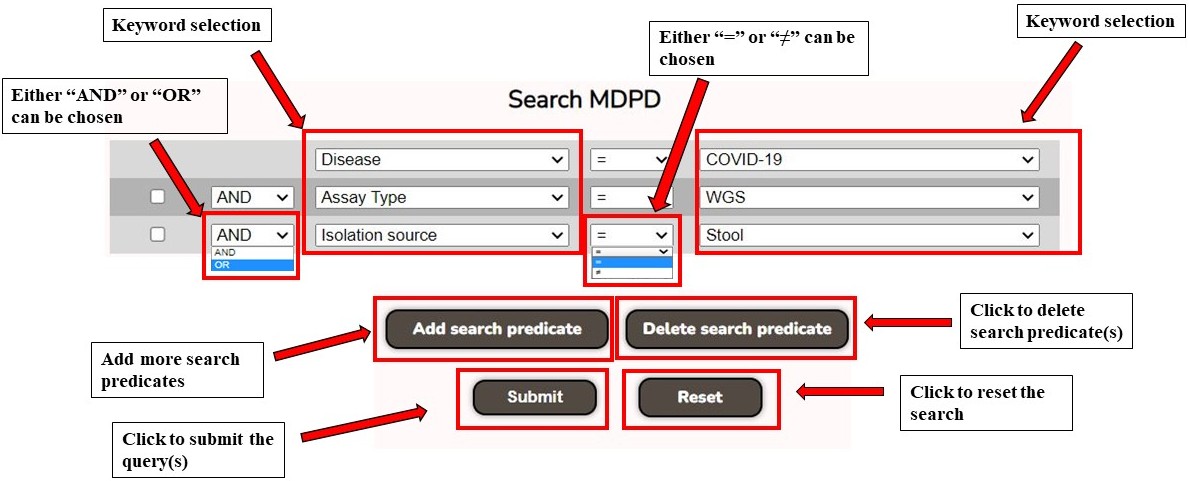 Keyword selection
Keyword selection
Either “=” or “≠” can be
chosen
Either “AND” or “OR”
can be chosen
Search MDPD
Disease = COVID-19
AND Assay Type = WGS
AND Isolation source = Stool
AND
OR
=
=
≠
Add search predicate
Delete search predicate
Click to delete
search predicate(s)
Add more search
predicates
Submit
Reset
Click to reset the
search
Click to submit the
query(s)